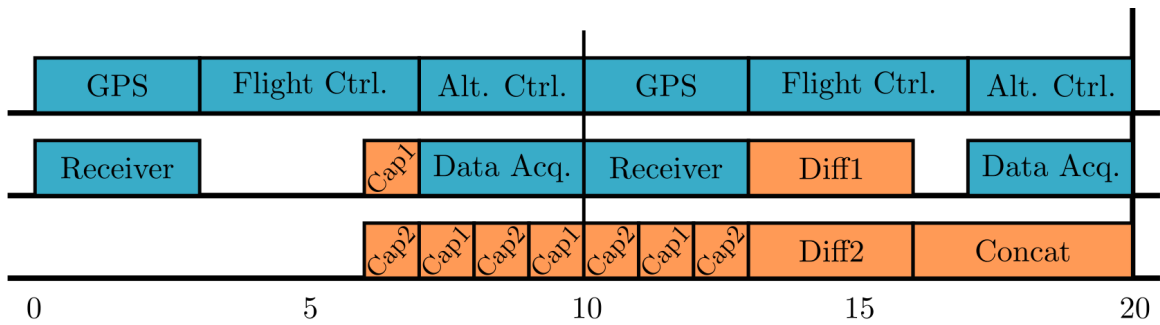 GPS Flight Ctrl. Alt. Ctrl. GPS Flight Ctrl. Alt. Ctrl.
Receiver Cap1 Data Acq. Receiver Diff1 Data Acq.
Cap2 Cap1 Cap2 Cap1 Cap2 Cap1 Cap2 Diff2 Concat
0 5 10 15 20